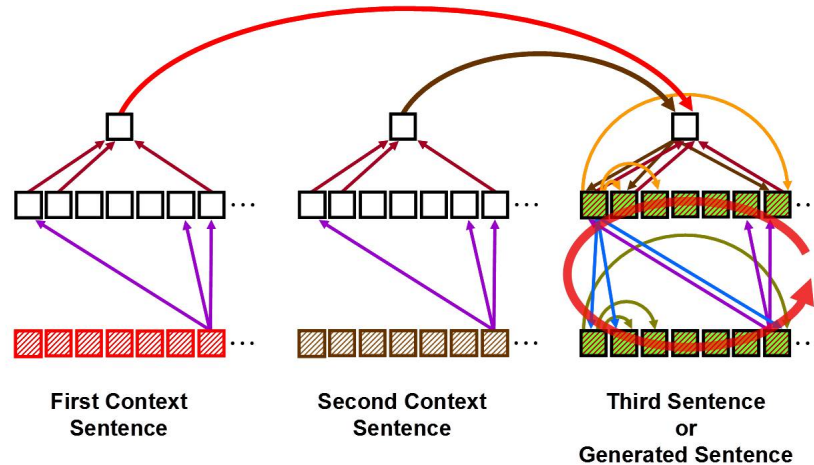 First Context
Sentence
Second Context
Sentence
Third Sentence
or
Generated Sentence